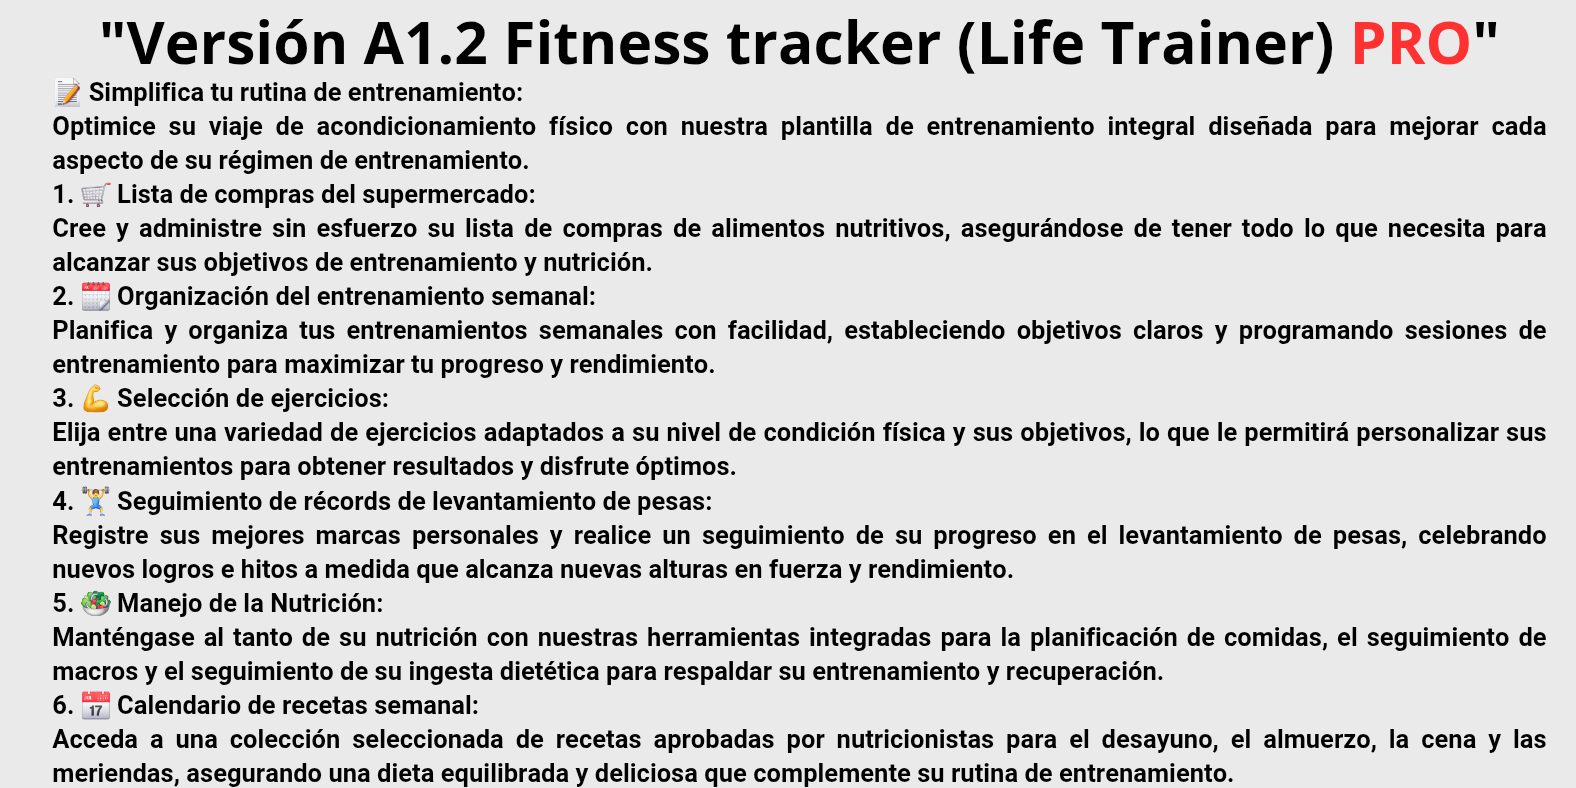 "Versión A1.2 Fitness tracker (Life Trainer) PRO"
📝 Simplifica tu rutina de entrenamiento:
Optimice su viaje de acondicionamiento físico con nuestra plantilla de entrenamiento integral diseñada para mejorar cada
aspecto de su régimen de entrenamiento.
1. 🛒 Lista de compras del supermercado:
Cree y administre sin esfuerzo su lista de compras de alimentos nutritivos, asegurándose de tener todo lo que necesita para
alcanzar sus objetivos de entrenamiento y nutrición.
2. 🗓️ Organización del entrenamiento semanal:
Planifica y organiza tus entrenamientos semanales con facilidad, estableciendo objetivos claros y programando sesiones de
entrenamiento para maximizar tu progreso y rendimiento.
3. 💪 Selección de ejercicios:
Elija entre una variedad de ejercicios adaptados a su nivel de condición física y sus objetivos, lo que le permitirá personalizar sus
entrenamientos para obtener resultados y disfrute óptimos.
4. 🏋️ Seguimiento de récords de levantamiento de pesas:
Registre sus mejores marcas personales y realice un seguimiento de su progreso en el levantamiento de pesas, celebrando
nuevos logros e hitos a medida que alcanza nuevas alturas en fuerza y rendimiento.
5. 🥗 Manejo de la Nutrición:
Manténgase al tanto de su nutrición con nuestras herramientas integradas para la planificación de comidas, el seguimiento de
macros y el seguimiento de su ingesta dietética para respaldar su entrenamiento y recuperación.
6. 📅 Calendario de recetas semanal:
Acceda a una colección seleccionada de recetas aprobadas por nutricionistas para el desayuno, el almuerzo, la cena y las
meriendas, asegurando una dieta equilibrada y deliciosa que complemente su rutina de entrenamiento.